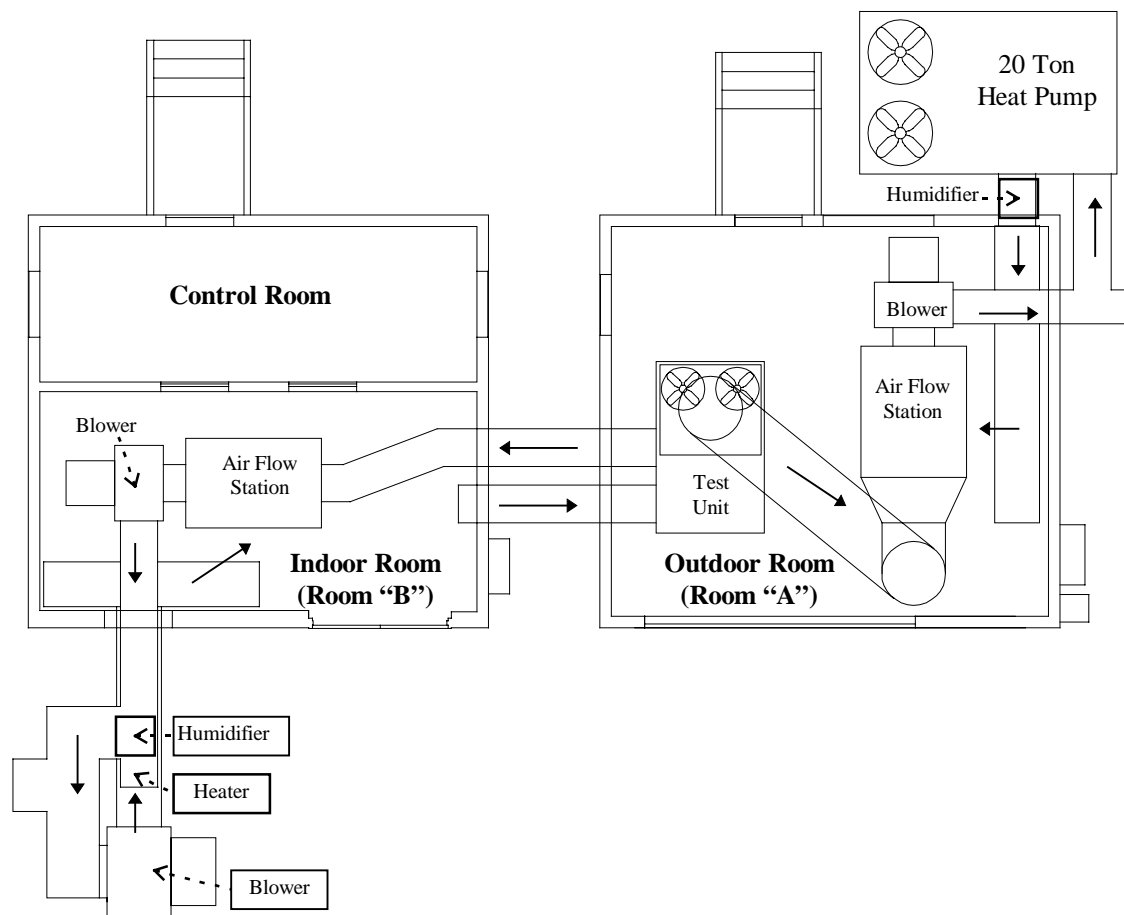 20 Ton
Heat Pump
Humidifier
Control Room
Blower
Air Flow
Station
Blower
Air Flow
Station
Test
Unit
Indoor Room
(Room “B”)
Outdoor Room
(Room “A”)
Humidifier
Heater
Blower